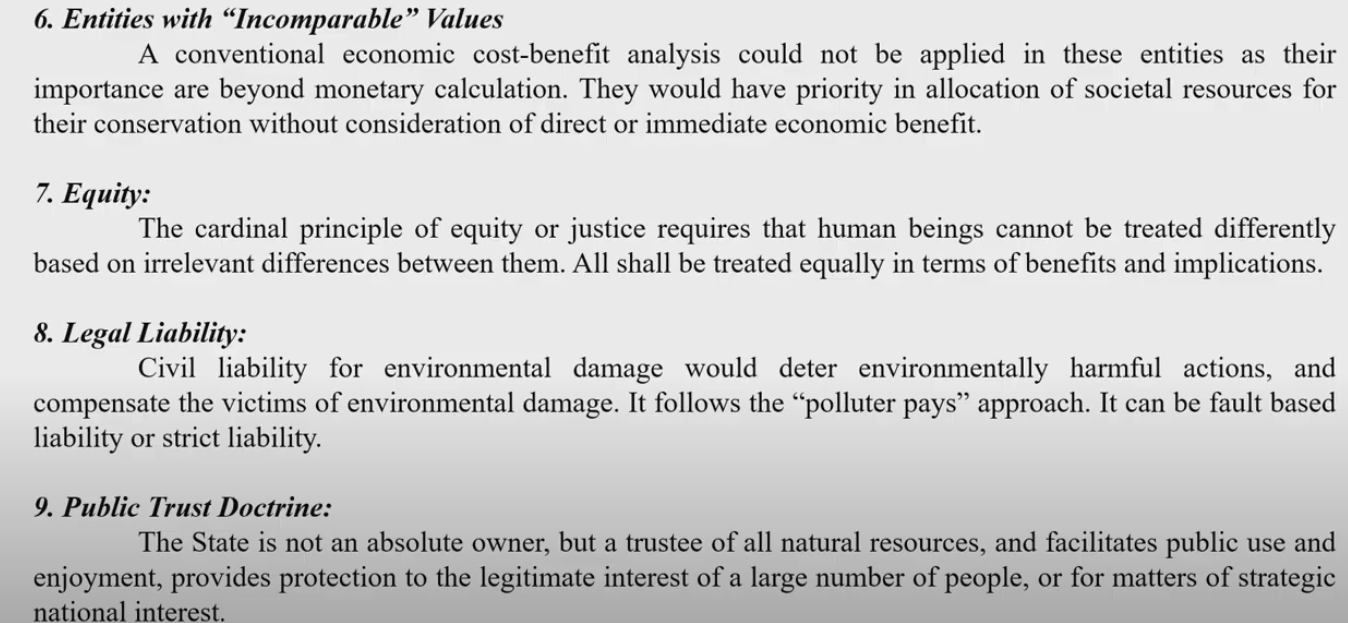 6. Entities with “Incomparable” Values
A conventional economic cost-benefit analysis could not be applied in these entities as their
importance are beyond monetary calculation. They would have priority in allocation of societal resources for
their conservation without consideration of direct or immediate economic benefit.
7. Equity:
The cardinal principle of equity or justice requires that human beings cannot be treated differently
based on irrelevant differences between them. All shall be treated equally in terms of benefits and implications.
8. Legal Liability:
Civil liability for environmental damage would deter environmentally harmful actions, and
compensate the victims of environmental damage. It follows the “polluter pays” approach. It can be fault based
liability or strict liability.
9. Public Trust Doctrine:
The State is not an absolute owner, but a trustee of all natural resources, and facilitates public use and
enjoyment, provides protection to the legitimate interest of a large number of people, or for matters of strategic
national interest.